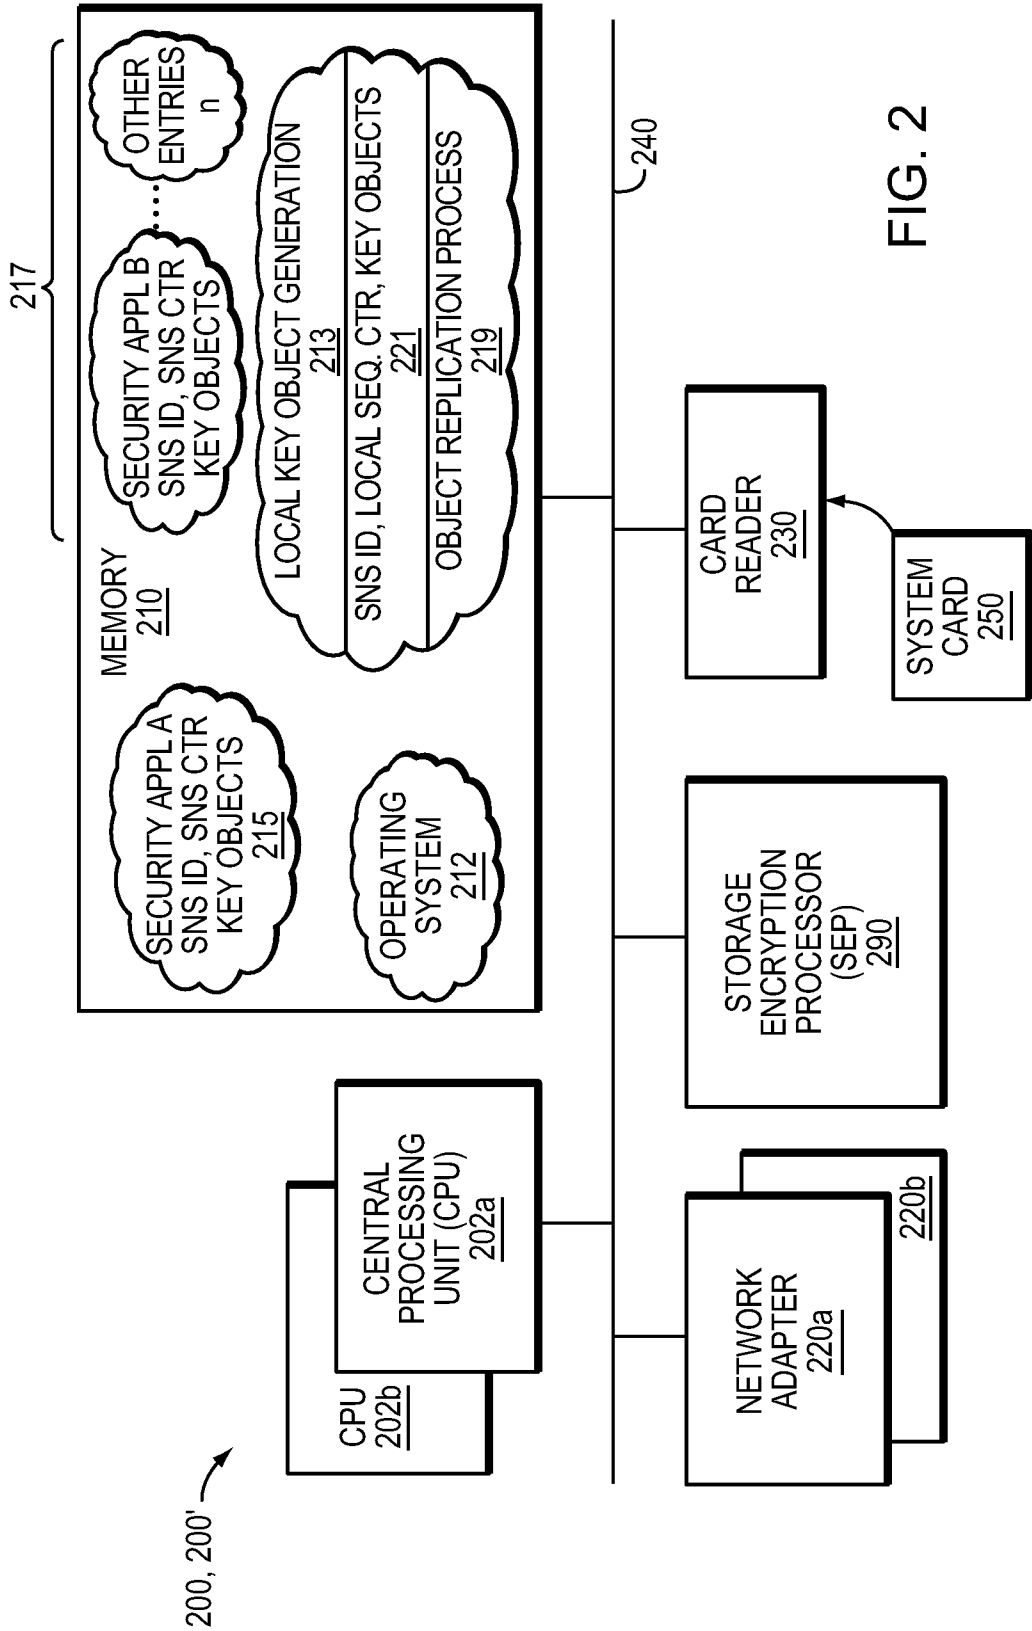 200, 200'
CPU
202b
CENTRAL
PROCESSING
UNIT (CPU)
202a
SECURITY APPL A
SNS ID, SNS CTR
KEY OBJECTS
215
OPERATING
SYSTEM
212
MEMORY
210
217
SECURITY APPL B
SNS ID, SNS CTR
KEY OBJECTS
OTHER
ENTRIES
n
LOCAL KEY OBJECT GENERATION
213
SNS ID, LOCAL SEQ. CTR, KEY OBJECTS
221
OBJECT REPLICATION PROCESS
219
240
NETWORK
ADAPTER
220a
220b
STORAGE
ENCRYPTION
PROCESSOR
(SEP)
290
CARD
READER
230
SYSTEM
CARD
250
FIG. 2